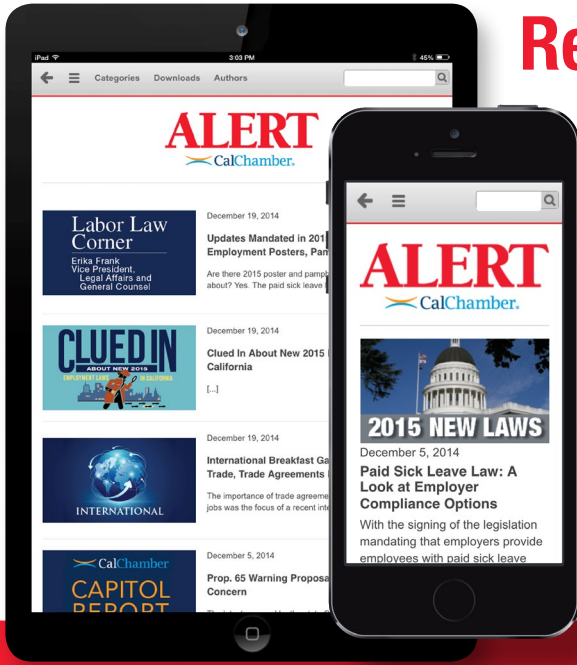 Re
iPad
3:03 PM
45%
Categories Downloads Authors
ALERT
CalChamber®
Labor Law
Corner
Erika Frank
Vice President,
Legal Affairs and
General Counsel
December 19, 2014
Updates Mandated in 201
Employment Posters, Pam
Are there 2015 poster and pamph
about? Yes. The paid sick leave
CLUED IN
ABOUT NEW 2015
EMPLOYMENT LAWS IN CALIFORNIA
December 19, 2014
Clued In About New 2015
California
[...]
INTERNATIONAL
December 19, 2014
International Breakfast Ga
Trade, Trade Agreements
The importance of trade agreeme
jobs was the focus of a recent inte
CalChamber
CAPITOL
REPORT
December 5, 2014
Prop. 65 Warning Proposa
Concern
ALERT
CalChamber®
2015 NEW LAWS
December 5, 2014
Paid Sick Leave Law: A
Look at Employer
Compliance Options
With the signing of the legislation
mandating that employers provide
employees with paid sick leave